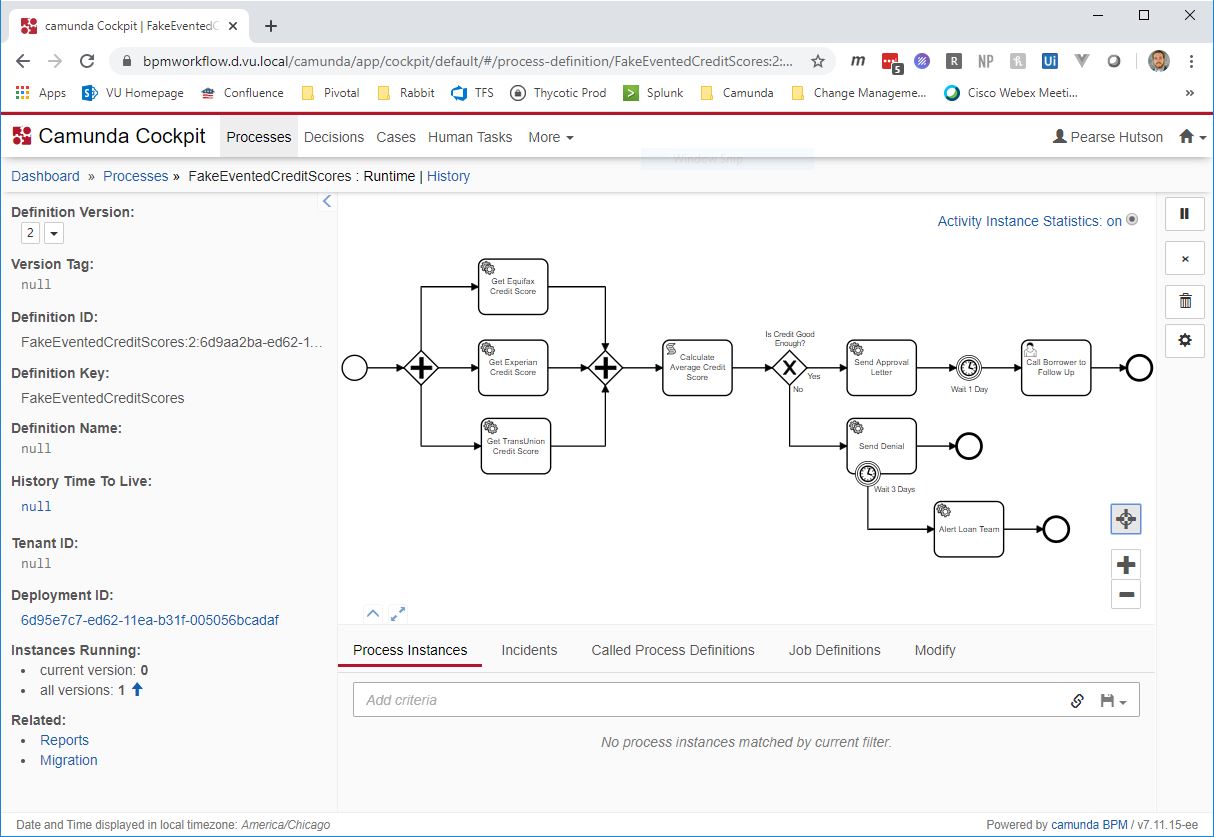 camunda Cockpit | FakeEventedC
bpmworkflow.d.vu.local/camunda/app/cockpit/default/#/process-definition/FakeEventedCreditScores:2:...
m
5
R
NP
Ui
Apps
VU Homepage
Confluence
Pivotal
Rabbit
TFS
Thycotic Prod
Splunk
Camunda
Change Manageme...
Cisco Webex Meeti...
»
Camunda Cockpit
Processes
Decisions
Cases
Human Tasks
More
Pearse Hutson
Window Snip
Dashboard » Processes » FakeEventedCreditScores : Runtime | History
Definition Version:
2
Version Tag:
null
Definition ID:
FakeEventedCreditScores:2:6d9aa2ba-ed62-1...
Definition Key:
FakeEventedCreditScores
Definition Name:
null
History Time To Live:
null
Tenant ID:
null
Deployment ID:
6d95e7c7-ed62-11ea-b31f-005056bcadaf
Instances Running:
current version: 0
all versions: 1
Related:
Reports
Migration
Activity Instance Statistics: on
Get Equifax
Credit Score
Get Experian
Credit Score
Get TransUnion
Credit Score
Calculate
Average Credit
Score
Is Credit Good
Enough?
Yes
No
Send Approval
Letter
Wait 1 Day
Call Borrower to
Follow Up
Send Denial
Wait 3 Days
Alert Loan Team
Process Instances
Incidents
Called Process Definitions
Job Definitions
Modify
Add criteria
No process instances matched by current filter.
Date and Time displayed in local timezone: America/Chicago
Powered by camunda BPM / v7.11.15-ee